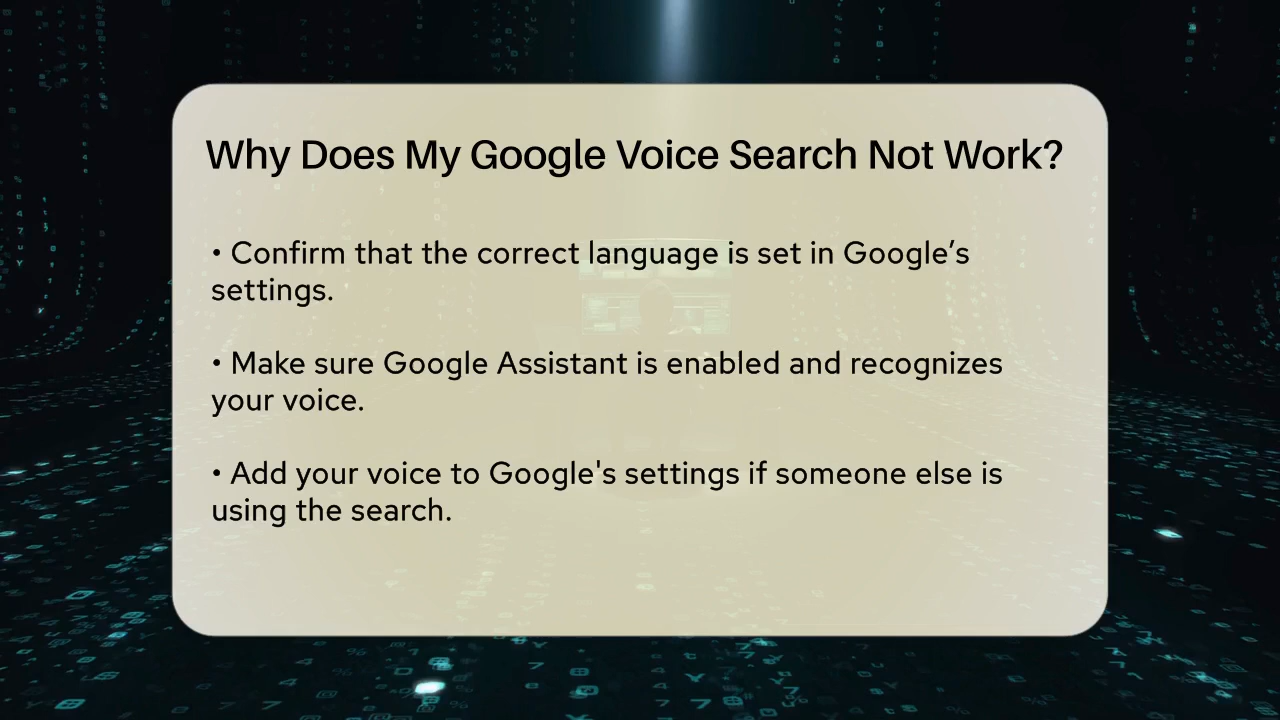 Why Does My Google Voice Search Not Work?
• Confirm that the correct language is set in Google’s
settings.
• Make sure Google Assistant is enabled and recognizes
your voice.
• Add your voice to Google's settings if someone else is
using the search.